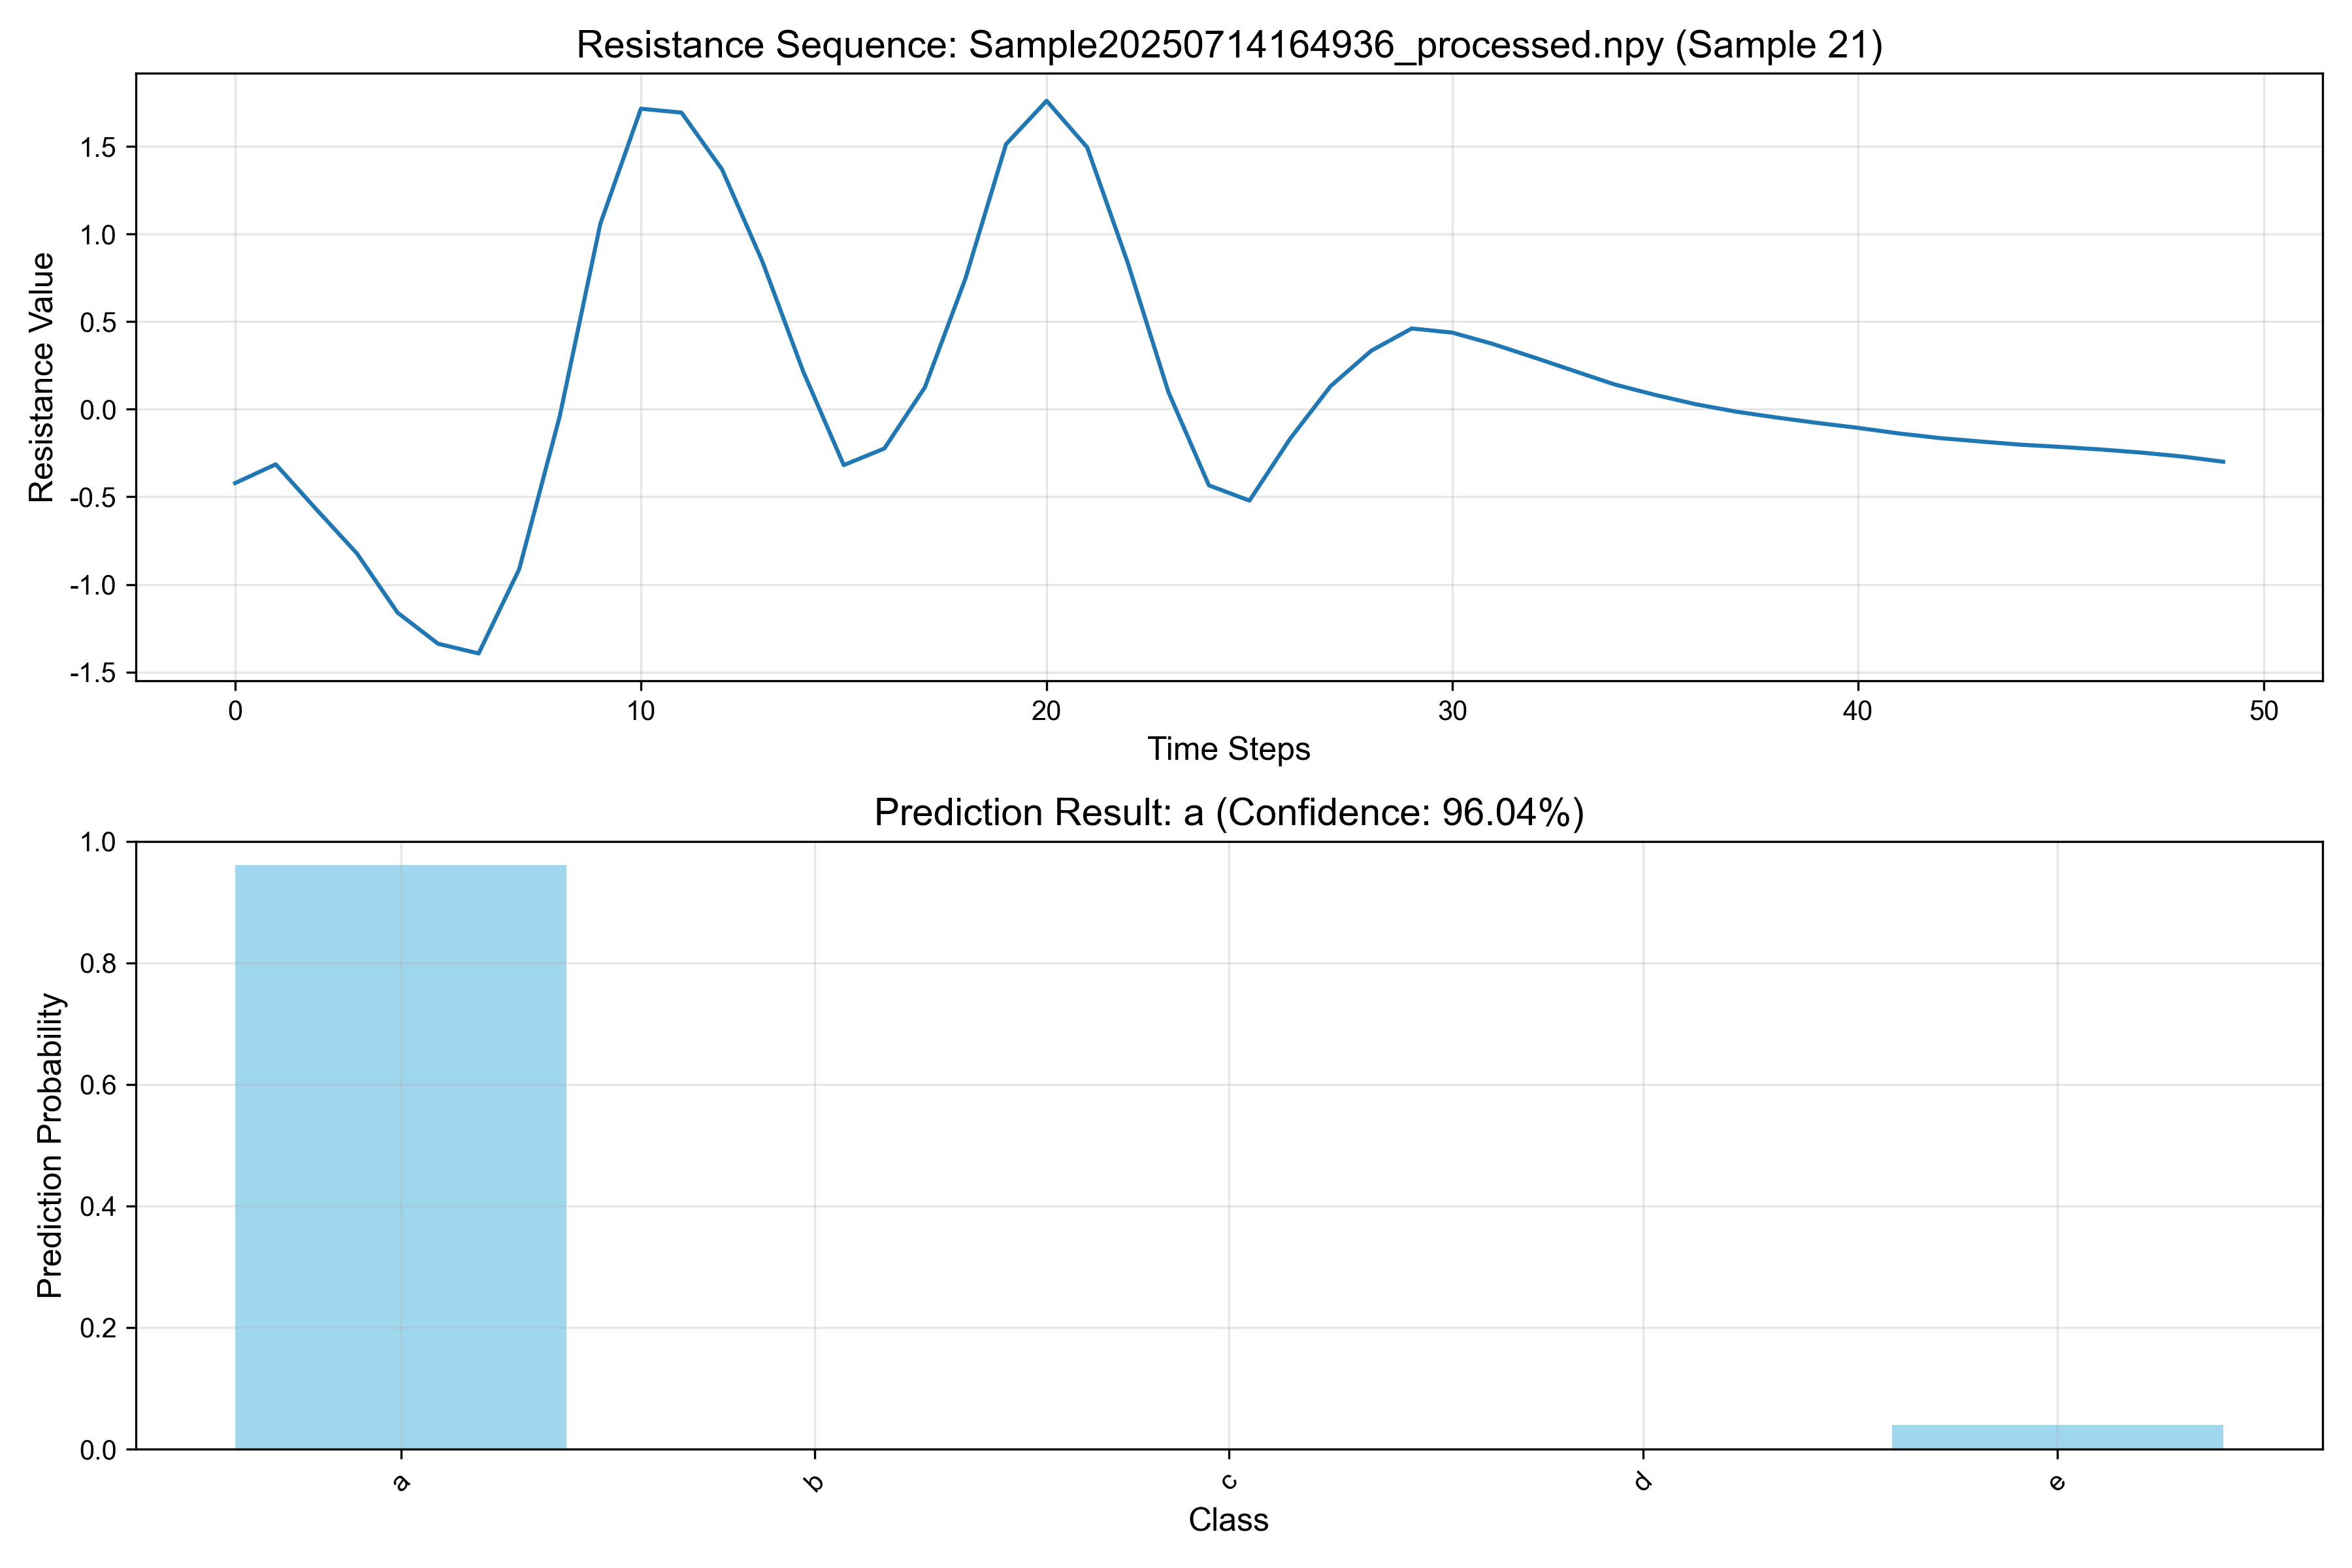 Resistance Sequence: Sample20250714164936_processed.npy (Sample 21)
Resistance Value
1.5
1.0
0.5
0.0
-0.5
-1.0
-1.5
0 10 20 30 40 50
Time Steps
Prediction Result: a (Confidence: 96.04%)
Prediction Probability
1.0
0.8
0.6
0.4
0.2
0.0
a b c d e
Class